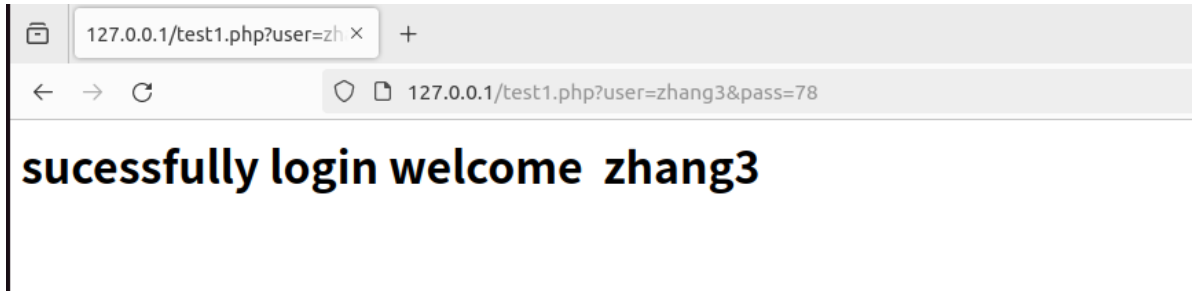 127.0.0.1/test1.php?user=zh
127.0.0.1/test1.php?user=zhang3&pass=78
sucessfully login welcome zhang3